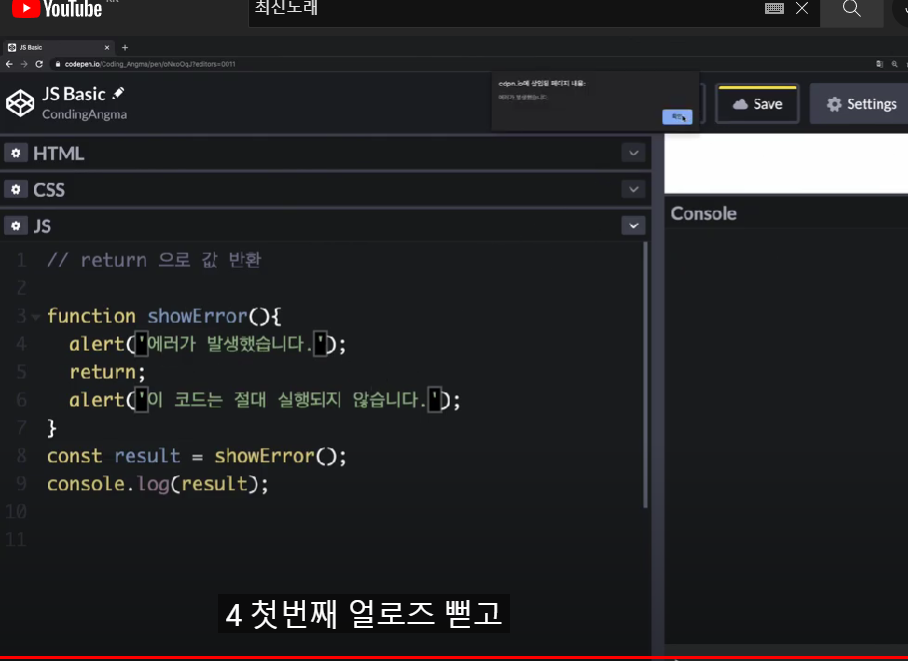 YouTube KR
최신노래
JS Basic
codepen.io/Coding_Angma/pen/oNxoOqJ?editors=0011
JS Basic
CondingAngma
cdpn.io에 삽입된 페이지 내용:
에러가 발생했습니다.
확인
Save
Settings
HTML
CSS
JS
Console
1 // return 으로 값 반환
2
3 function showError(){
4 alert('에러가 발생했습니다.');
5 return;
6 alert('이 코드는 절대 실행되지 않습니다.');
7 }
8 const result = showError();
9 console.log(result);
10
11
4 첫번째 얼로즈 뻗고